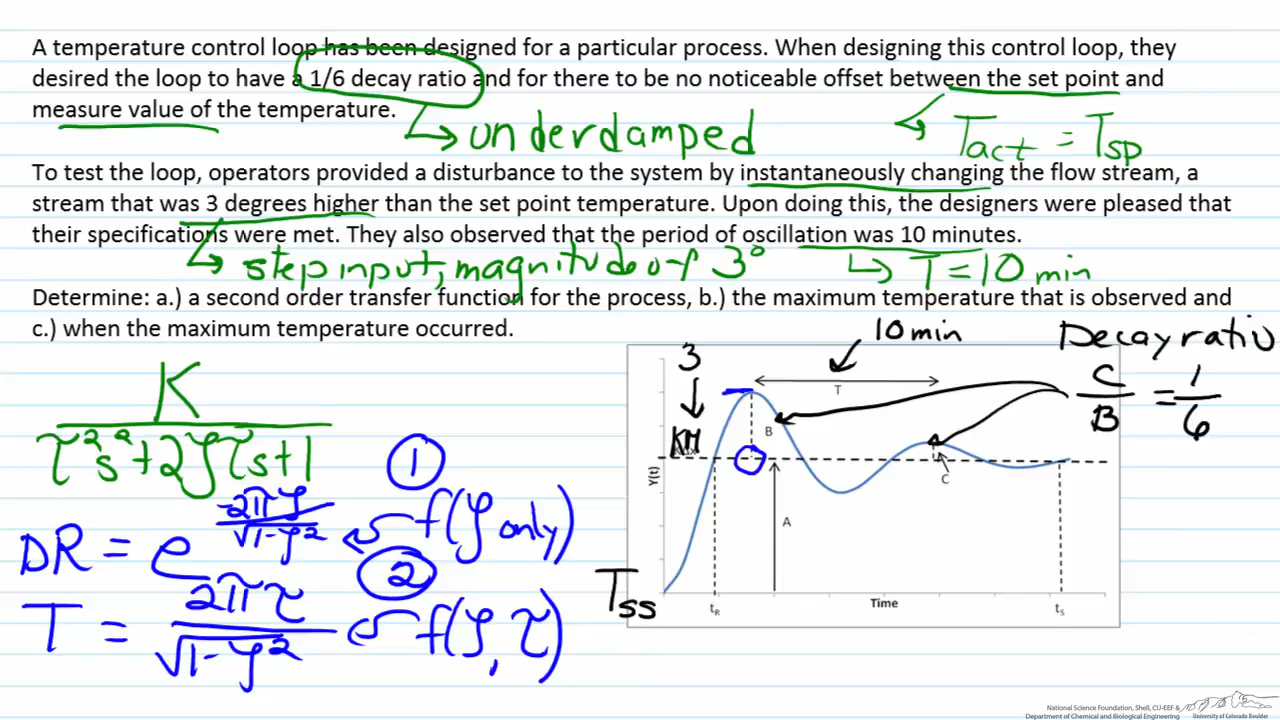 A temperature control loop has been designed for a particular process. When designing this control loop, they
desired the loop to have a 1/6 decay ratio and for there to be no noticeable offset between the set point and
measure value of the temperature.
underdamped
Tact = Tsp
To test the loop, operators provided a disturbance to the system by instantaneously changing the flow stream, a
stream that was 3 degrees higher than the set point temperature. Upon doing this, the designers were pleased that
their specifications were met. They also observed that the period of oscillation was 10 minutes.
step input, magnitude of 3°
T = 10 min
Determine: a.) a second order transfer function for the process, b.) the maximum temperature that is observed and
c.) when the maximum temperature occurred.
K
τ²s²+2ζτs+1
①
DR = e^(-2πζ/√1-ζ²) f(ζ only)
②
T = 2πτ/√1-ζ² f(ζ, τ)
10 min
Decay ratio
C/B = 1/6
3
KM
T
B
C
A
Y(t)
Tss
tR
Time
tS
National Science Foundation, Shell, CU-EEF &
Department of Chemical and Biological Engineering
University of Colorado Boulder